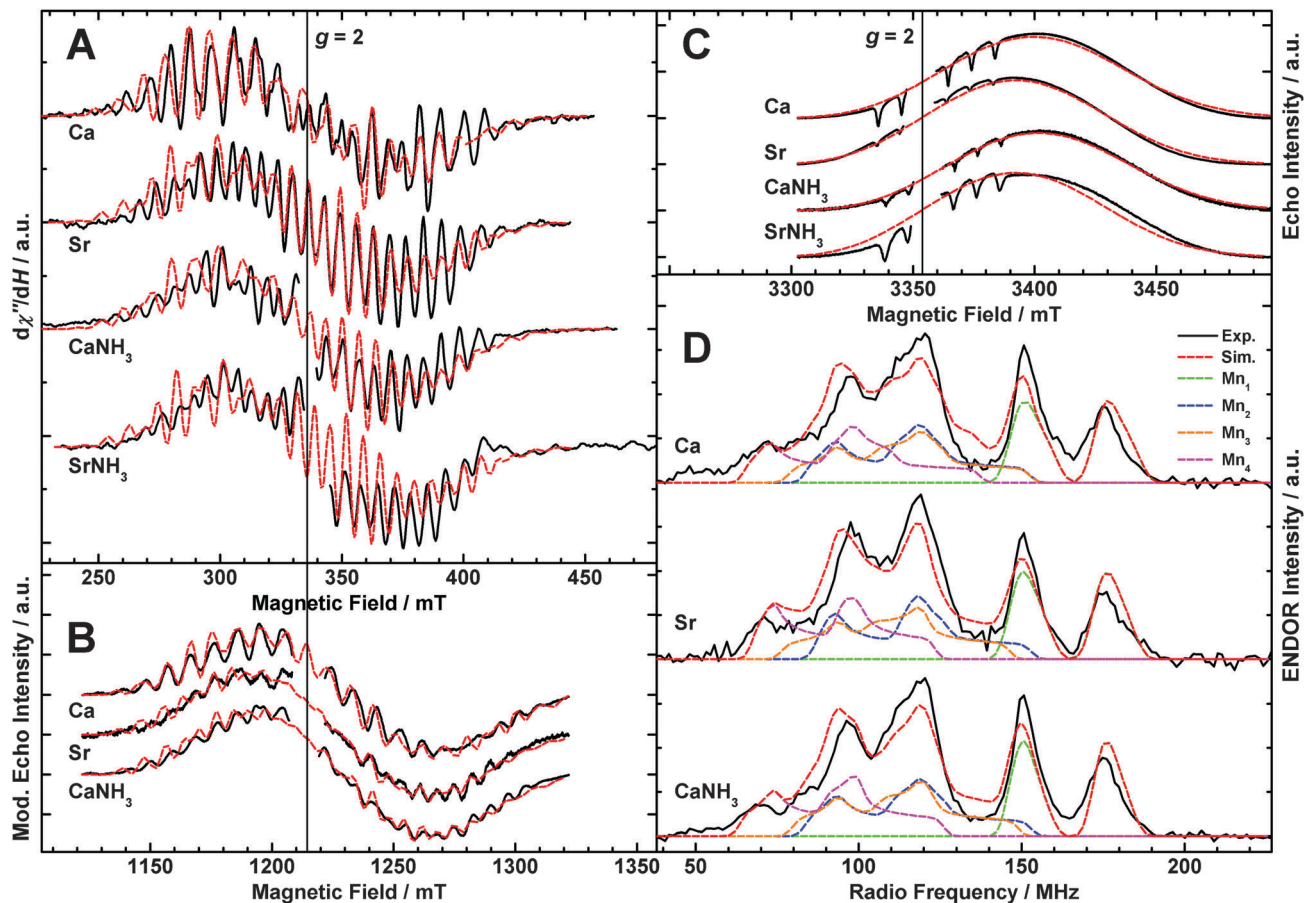 A
g = 2
Ca
Sr
CaNH3
SrNH3
dχ''/dH / a.u.
250 300 350 400 450
Magnetic Field / mT
B
Ca
Sr
CaNH3
Mod. Echo Intensity / a.u.
1150 1200 1250 1300 1350
Magnetic Field / mT
C
g = 2
Ca
Sr
CaNH3
SrNH3
Echo Intensity / a.u.
3300 3350 3400 3450
Magnetic Field / mT
D
Exp.
Sim.
Mn1
Mn2
Mn3
Mn4
Ca
Sr
CaNH3
ENDOR Intensity / a.u.
50 100 150 200
Radio Frequency / MHz